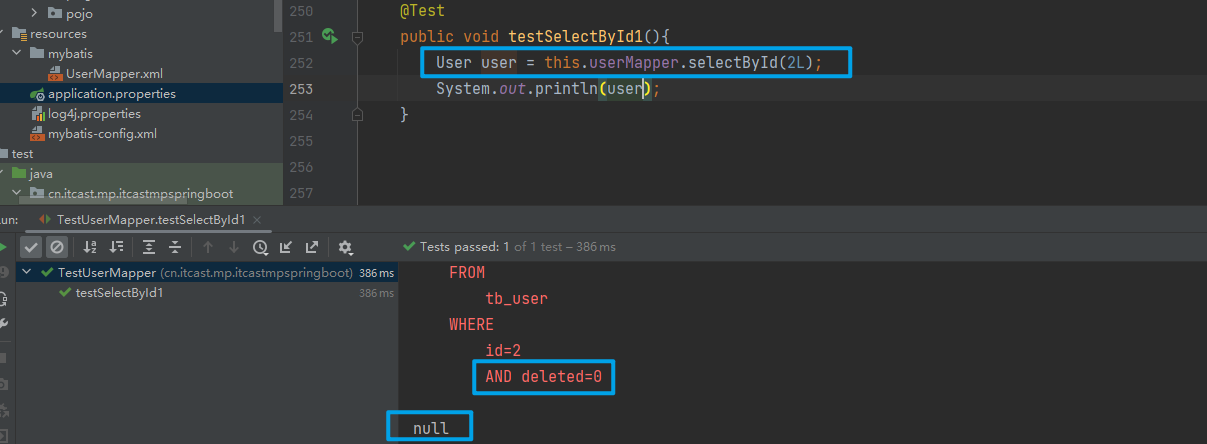 pojo
resources
mybatis
UserMapper.xml
application.properties
log4j.properties
mybatis-config.xml
test
java
cn.itcast.mp.itcastmpspringboot
250 @Test
251 public void testSelectById1(){
252 User user = this.userMapper.selectById(2L);
253 System.out.println(user);
254 }
255
256
257
un: TestUserMapper.testSelectById1 ×
Tests passed: 1 of 1 test – 386 ms
TestUserMapper (cn.itcast.mp.itcastmpspringboot) 386 ms
testSelectById1 386 ms
FROM
tb_user
WHERE
id=2
AND deleted=0
null